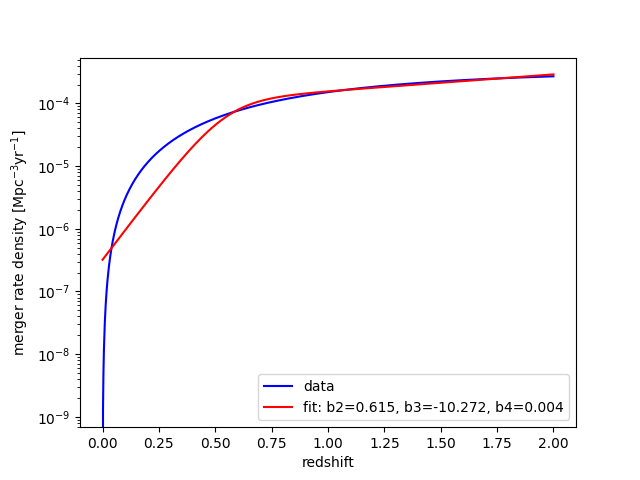 10⁻⁴
10⁻⁵
10⁻⁶
10⁻⁷
10⁻⁸
10⁻⁹
merger rate density [Mpc⁻³yr⁻¹]
data
fit: b2=0.615, b3=-10.272, b4=0.004
0.00 0.25 0.50 0.75 1.00 1.25 1.50 1.75 2.00
redshift